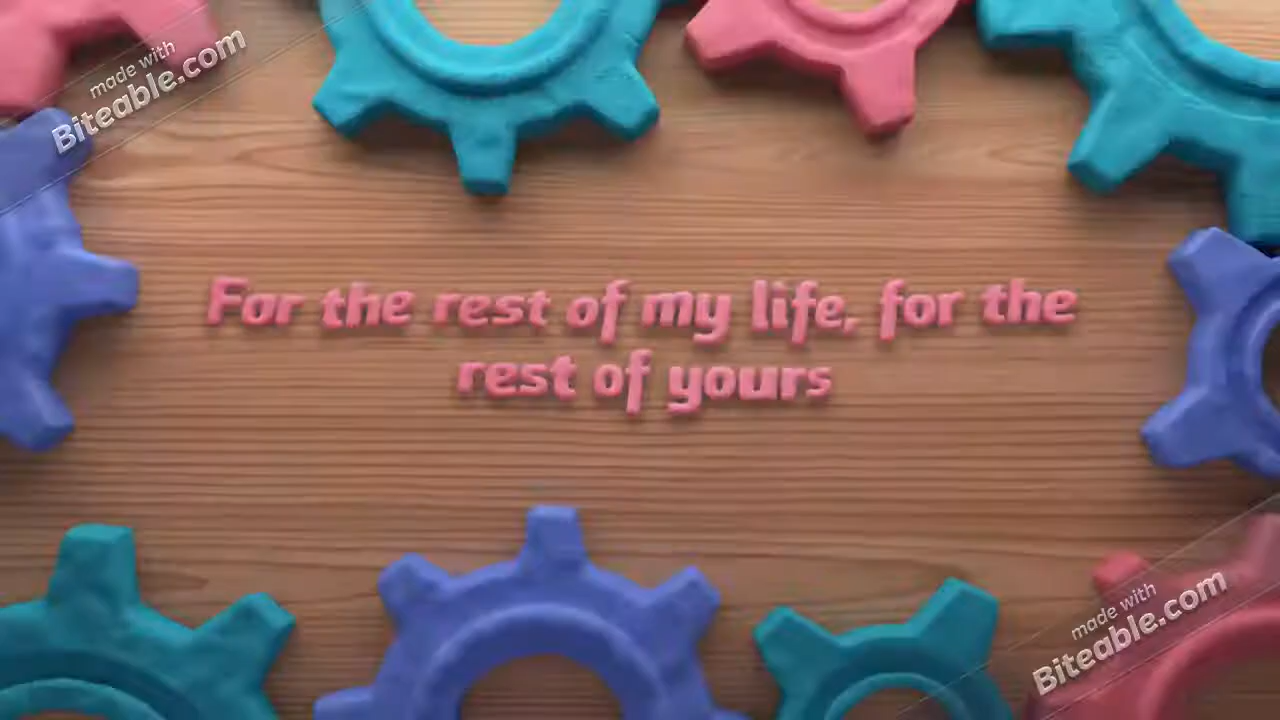 made with
Biteable.com
For the rest of my life, for the
rest of yours
made with
Biteable.com